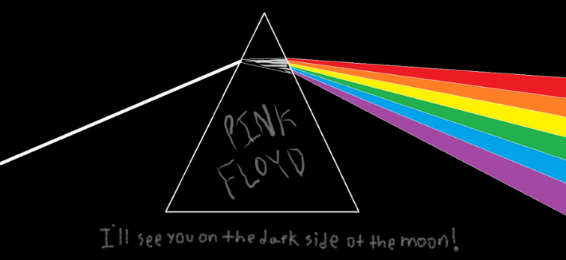 PINK
FLOYD
I'll see you on the dark side of the moon!